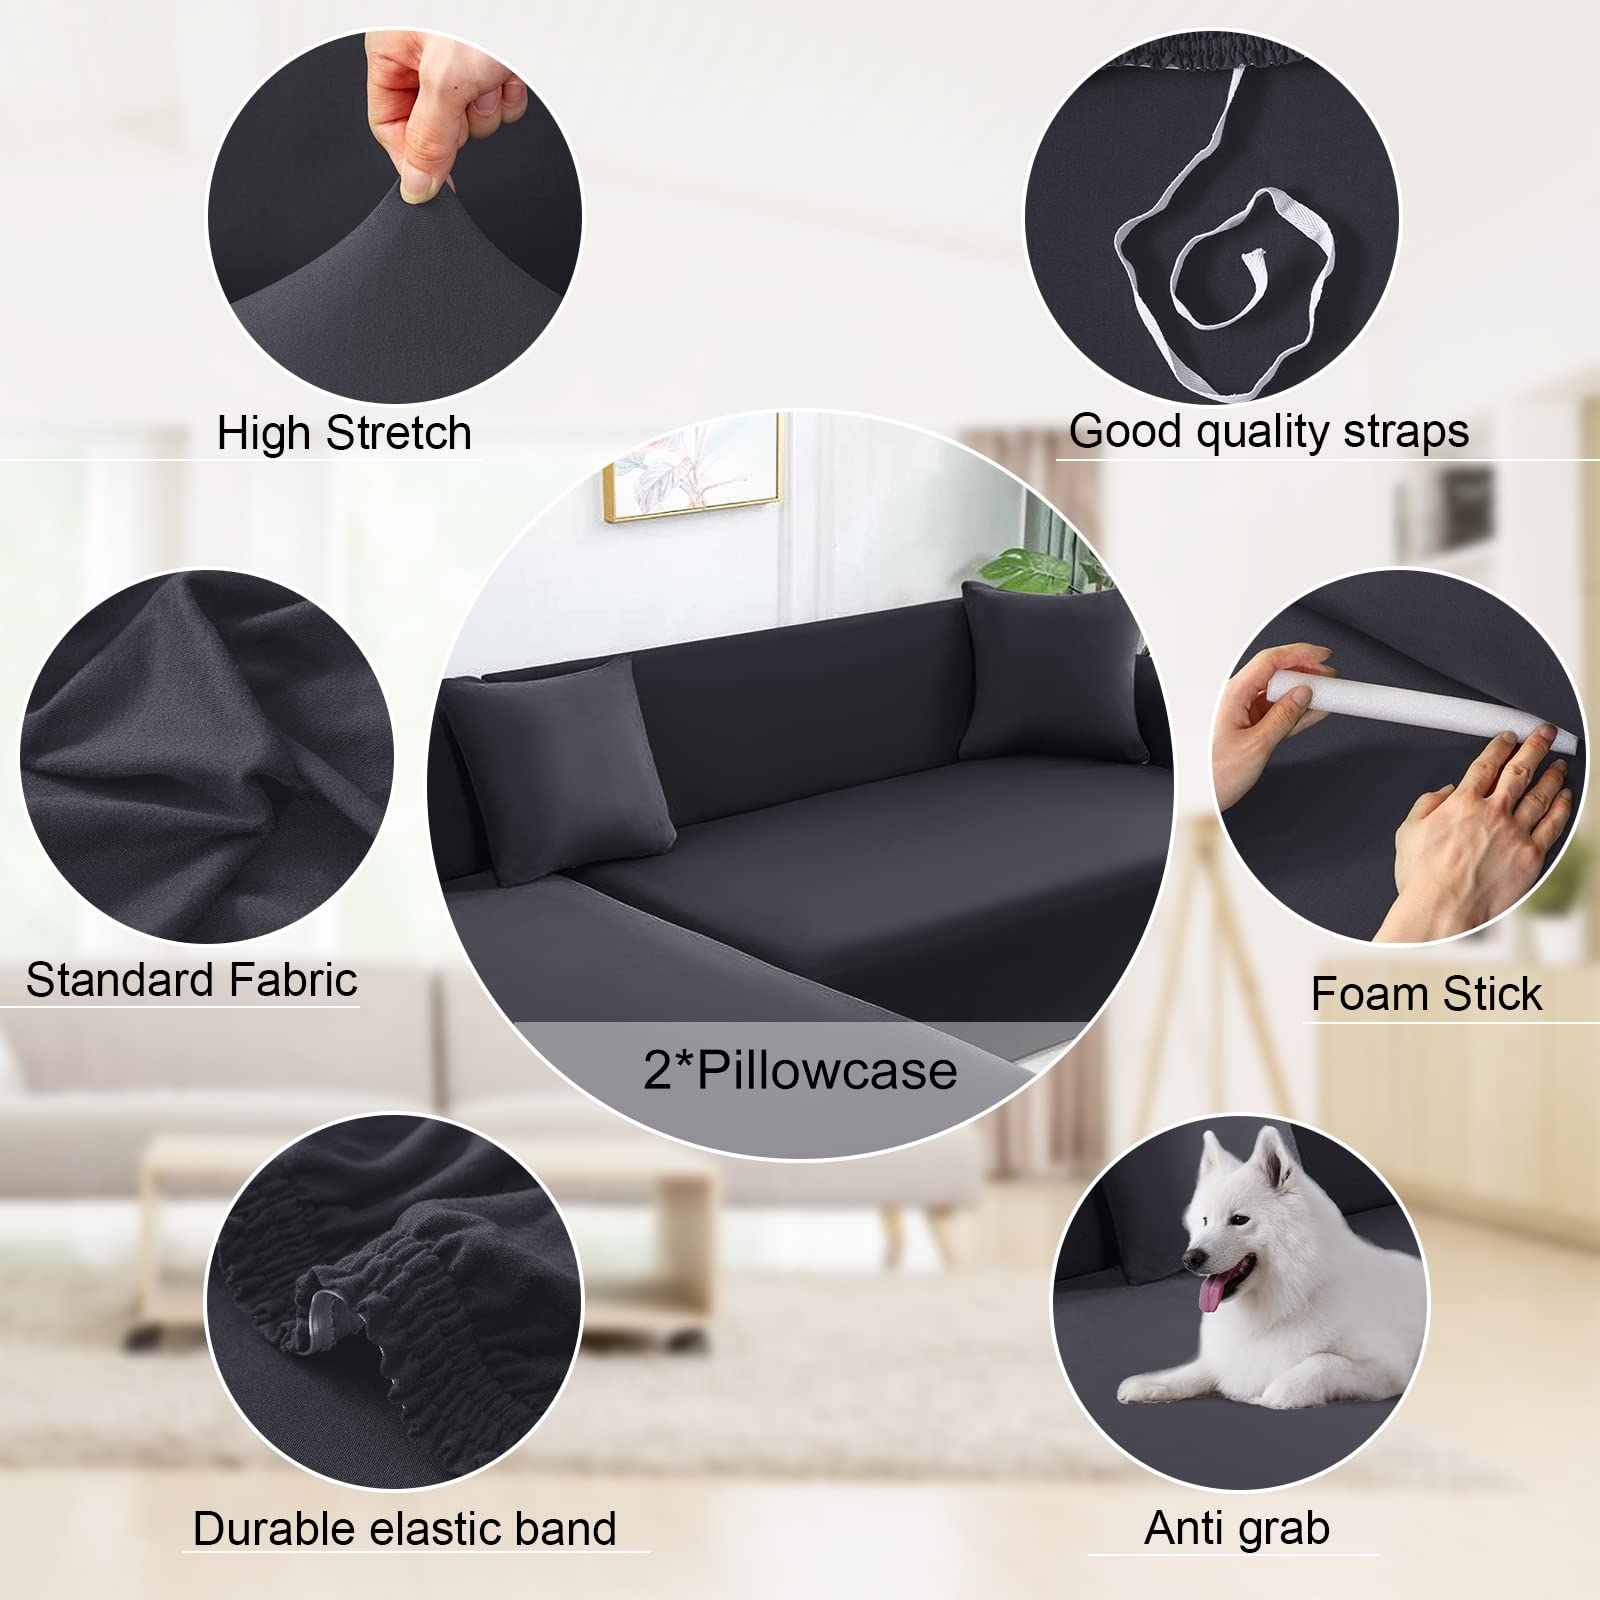 High Stretch
Good quality straps
Standard Fabric
Foam Stick
2*Pillowcase
Durable elastic band
Anti grab